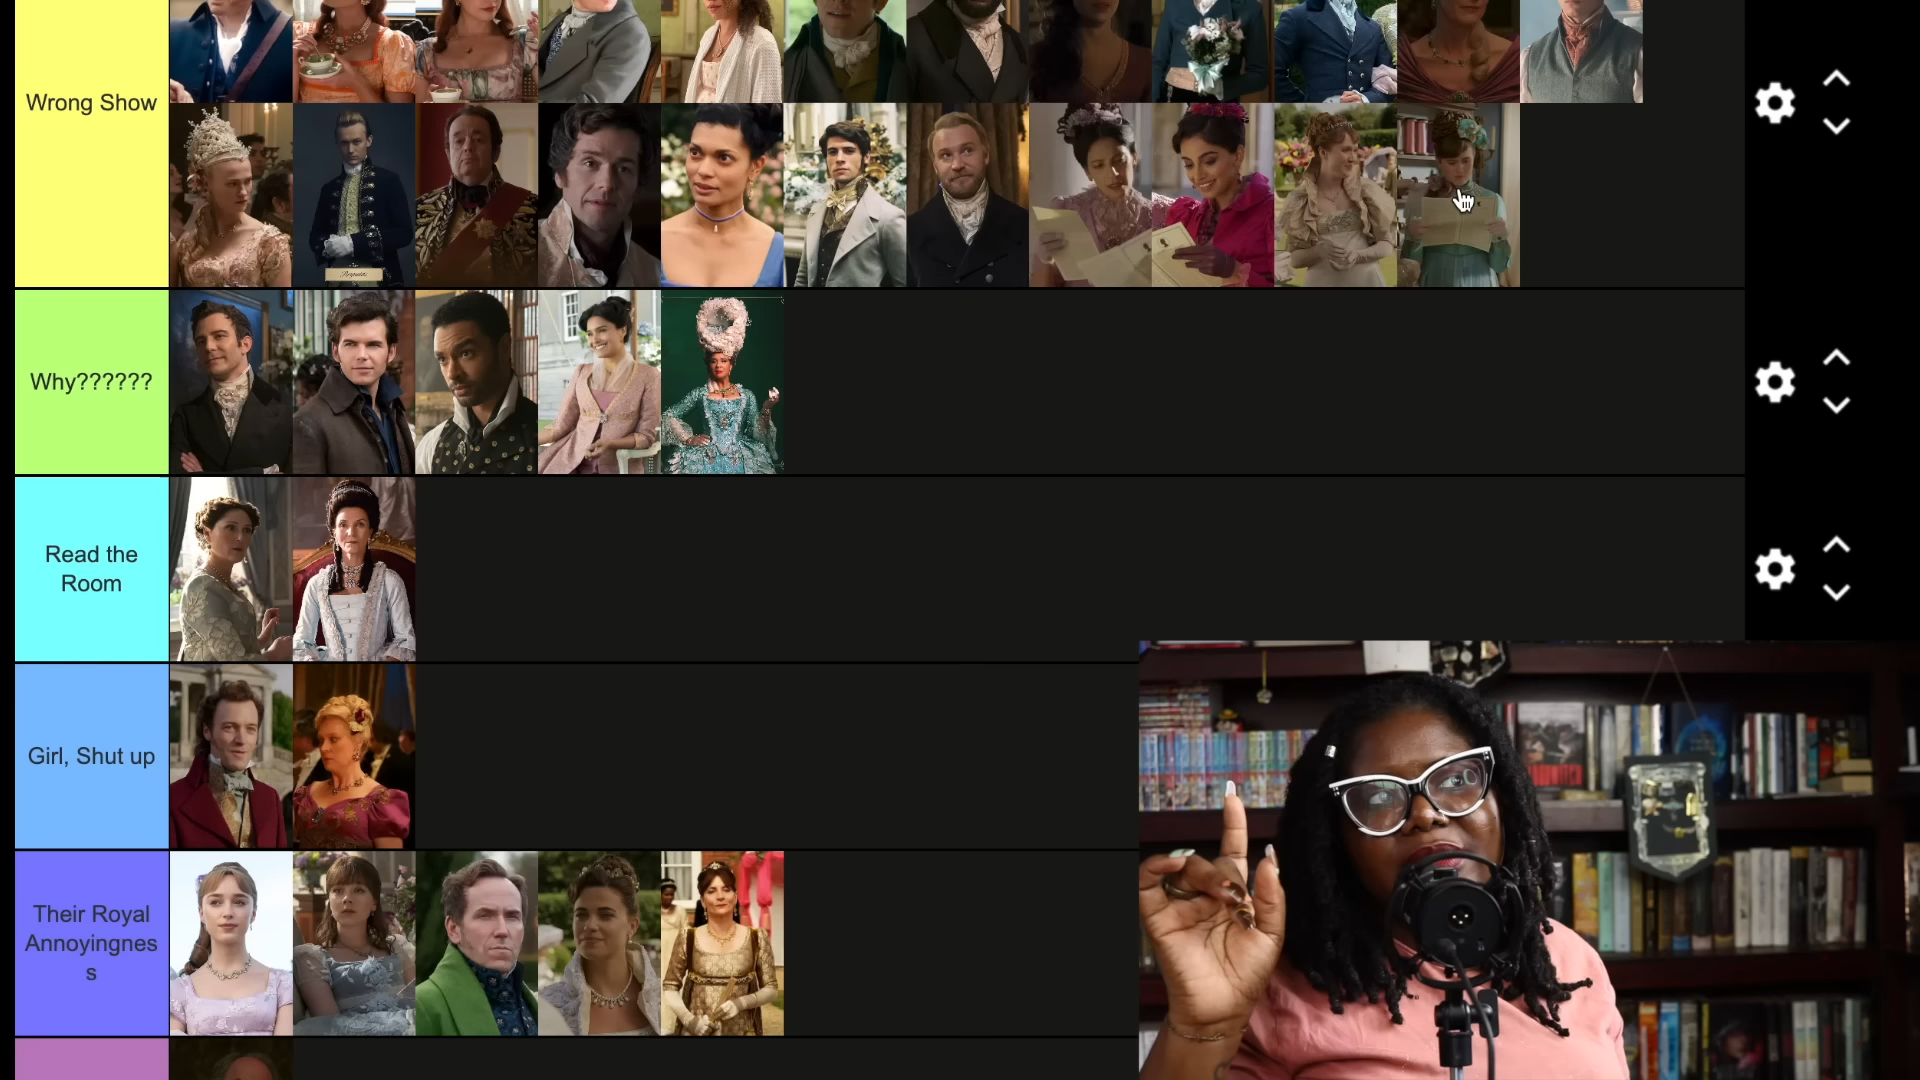 Wrong Show
Why??????
Read the
Room
Girl, Shut up
Their Royal
Annoyingnes
s